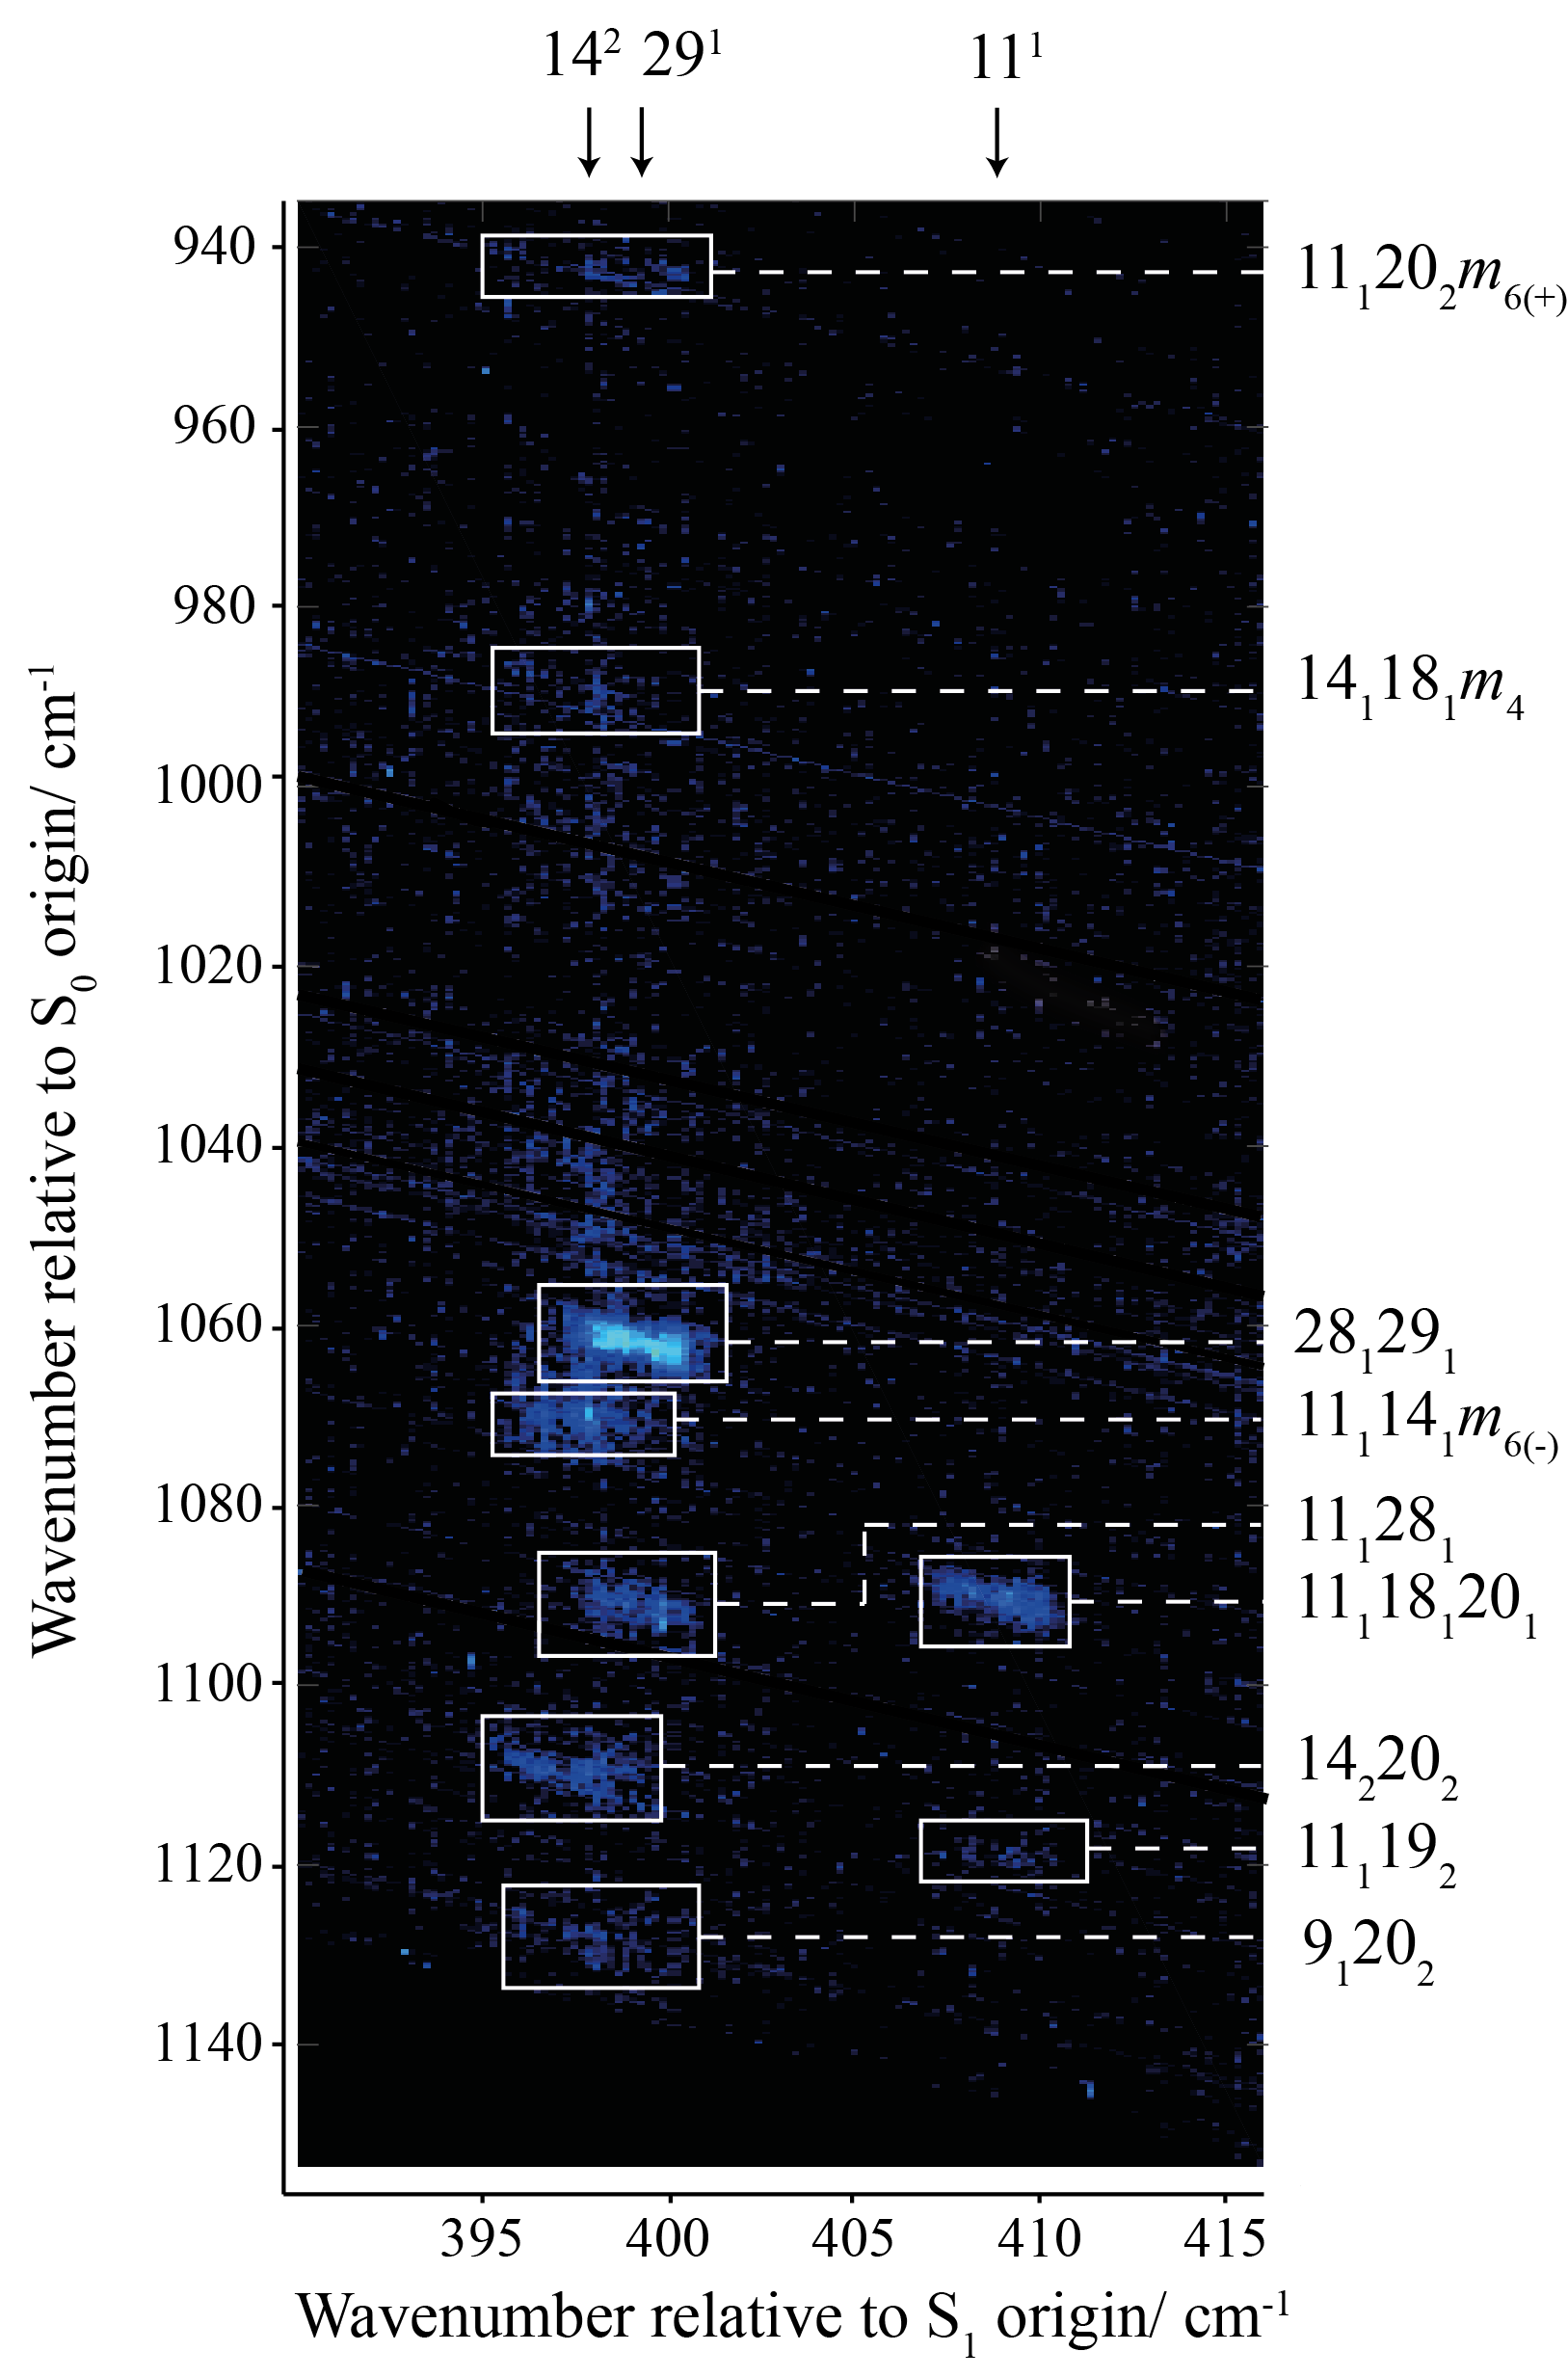 14² 29¹ 11¹
940
960
980
1000
1020
1040
1060
1080
1100
1120
1140
Wavenumber relative to S₀ origin/ cm⁻¹
11₁20₂m₆₍₊₎
14₁18₁m₄
28₁29₁
11₁14₁m₆₍₋₎
11₁28₁
11₁18₁20₁
14₂20₂
11₁19₂
9₁20₂
395 400 405 410 415
Wavenumber relative to S₁ origin/ cm⁻¹